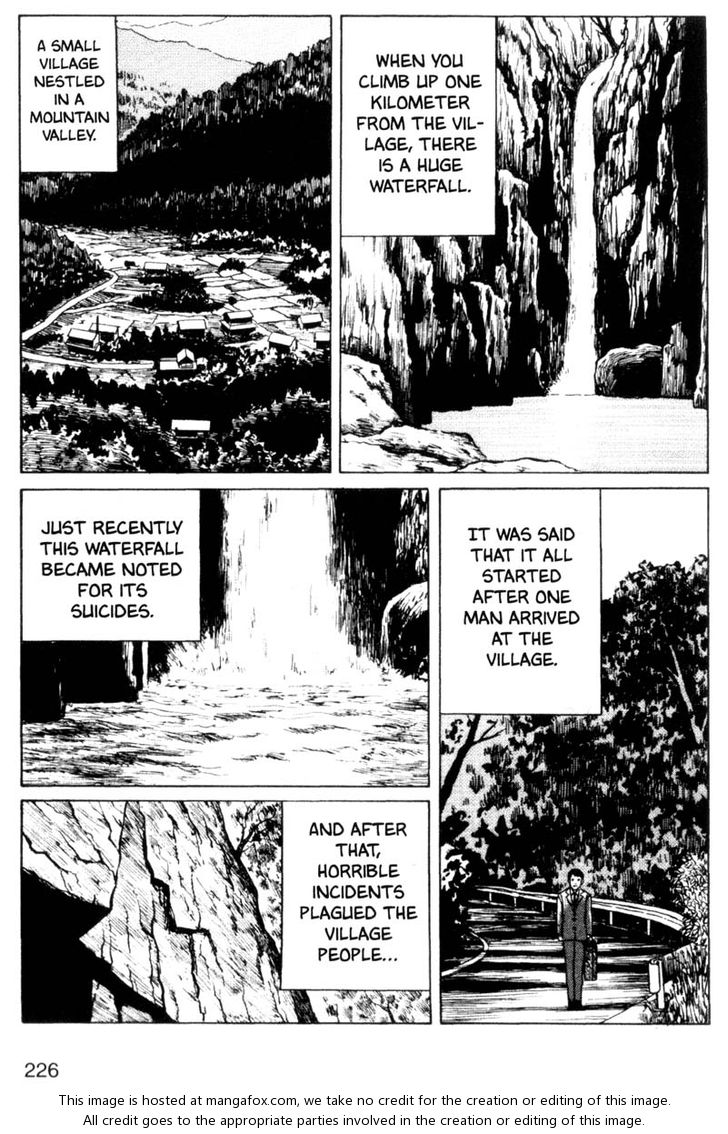 A SMALL
VILLAGE
NESTLED
IN A
MOUNTAIN
VALLEY.
WHEN YOU
CLIMB UP ONE
KILOMETER
FROM THE VIL-
LAGE, THERE
IS A HUGE
WATERFALL.
JUST RECENTLY
THIS WATERFALL
BECAME NOTED
FOR ITS
SUICIDES.
IT WAS SAID
THAT IT ALL
STARTED
AFTER ONE
MAN ARRIVED
AT THE
VILLAGE.
AND AFTER
THAT,
HORRIBLE
INCIDENTS
PLAGUED THE
VILLAGE
PEOPLE...
226
This image is hosted at mangafox.com, we take no credit for the creation or editing of this image.
All credit goes to the appropriate parties involved in the creation or editing of this image.